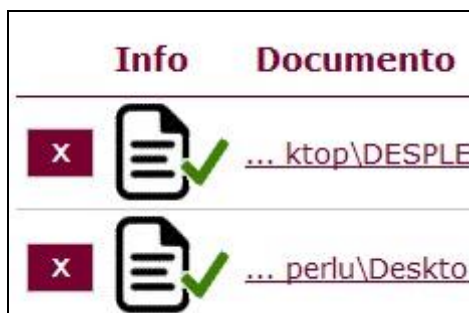 Info Documento
X ... ktop\DESPLE
X ... perlu\Deskto